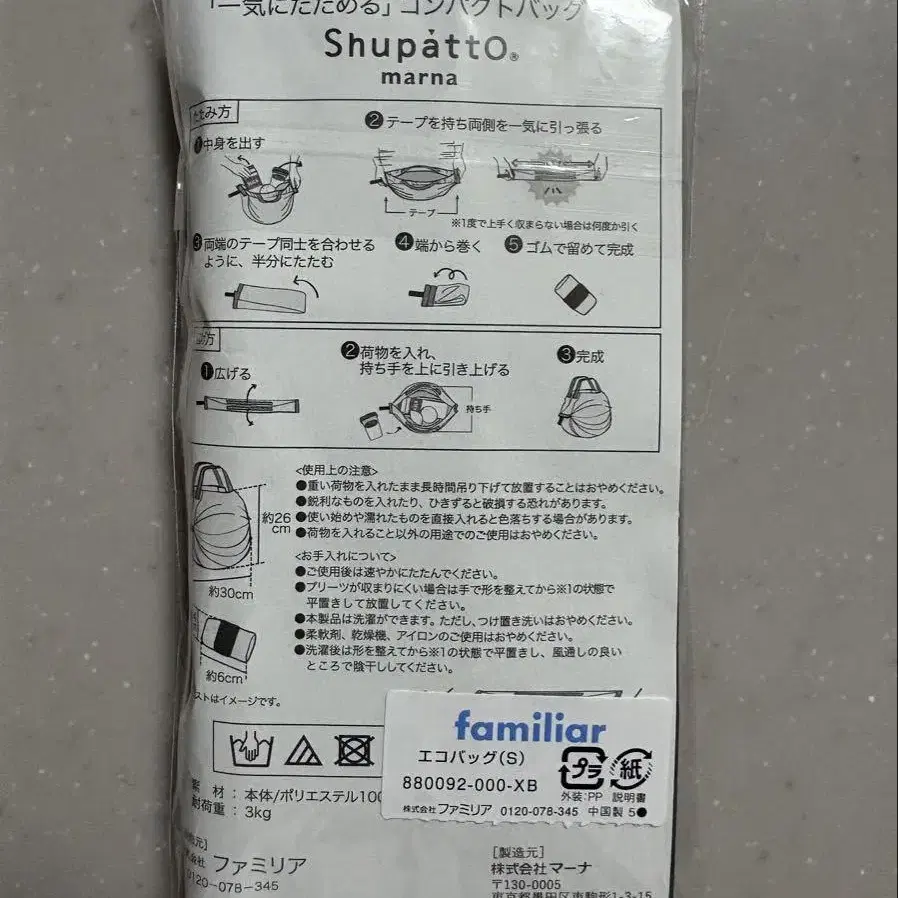 「一気にたためる」コンパクトバッグ
Shupatto®
marna
たたみ方
❶中身を出す
❷テープを持ち両側を一気に引っ張る
テープ
※1度で上手く収まらない場合は何度か引く
❸両端のテープ同士を合わせる
ように、半分にたたむ
❹端から巻く
❺ゴムで留めて完成
方
❶広げる
❷荷物を入れ、
持ち手を上に引き上げる
持ち手
❸完成
<使用上の注意>
●重い荷物を入れたまま長時間吊り下げて放置することはおやめください。
●鋭利なものを入れたり、ひきずると破損する恐れがあります。
●使い始めや濡れたものを直接入れると色落ちする場合があります。
●荷物を入れること以外の用途でのご使用はおやめください。
約26
cm
約30cm
<お手入れについて>
●ご使用後は速やかにたたんでください。
●プリーツが収まりにくい場合は手で形を整えてから※1の状態で
平置きして放置してください。
●本製品は洗濯ができます。ただし、つけ置き洗いはおやめください。
●柔軟剤、乾燥機、アイロンのご使用はおやめください。
●洗濯後は形を整えてから※1の状態で平置きし、風通しの良い
ところで陰干ししてください。
約6cm
ストはイメージです。
familiar
エコバッグ(S)
880092-000-XB
プラ
紙
外装:PP 説明書
株式会社ファミリア 0120-078-345 中国製 5●
素 材:本体/ポリエステル100
耐荷重:3kg
元]
会社 ファミリア
0120-078-345
[製造元]
株式会社マーナ
〒130-0005
東京都墨田区東駒形1-3-15